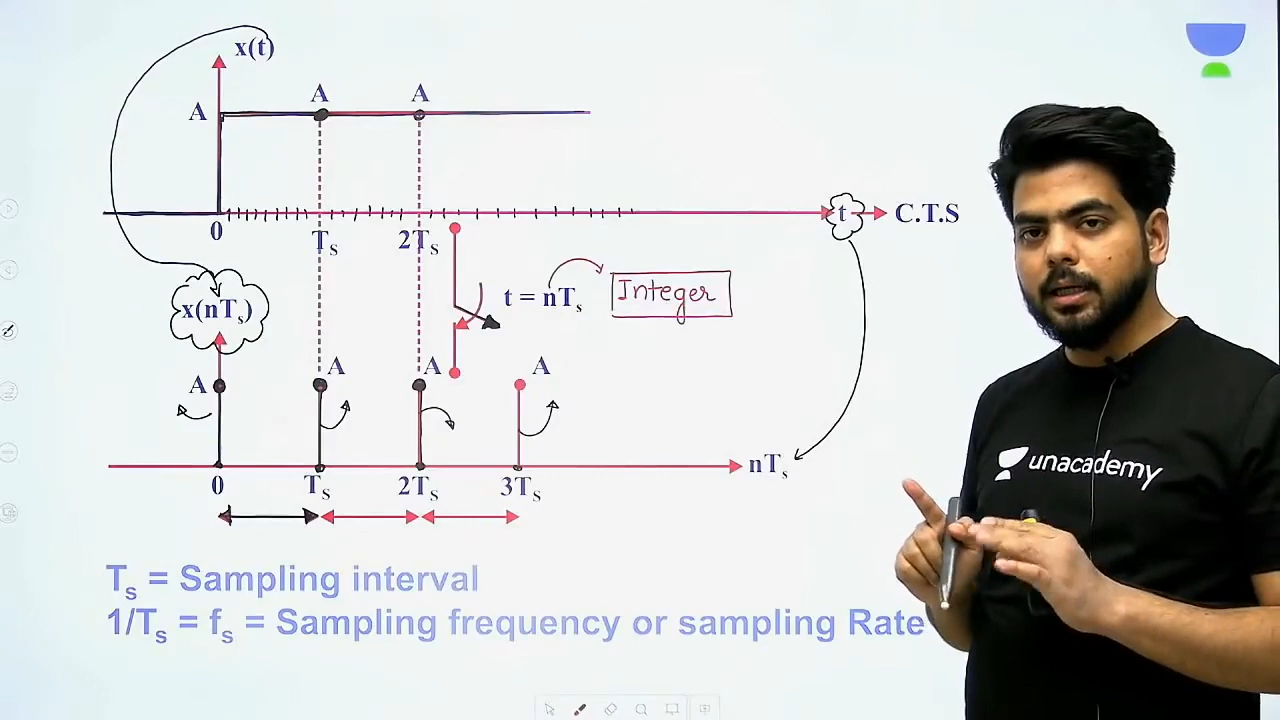 x(t)
A A
A
t C.T.S
0 Ts 2Ts
x(nTs) t = nTs Integer
A A A A
nTs
0 Ts 2Ts 3Ts
unacademy
Ts = Sampling interval
1/Ts = fs = Sampling frequency or sampling Rate